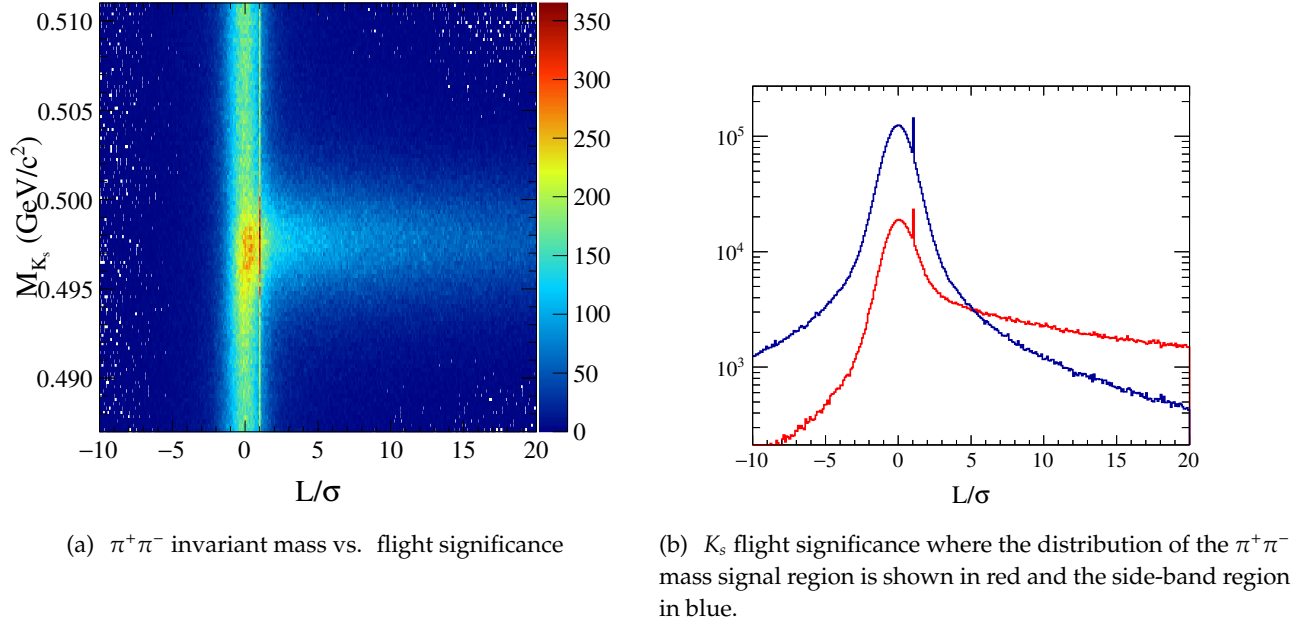 0.510
0.505
0.500
0.495
0.490
M_{K_s} (GeV/c^2)
−10 −5 0 5 10 15 20
L/σ
350
300
250
200
150
100
50
0
10^5
10^4
10^3
−10 −5 0 5 10 15 20
L/σ
(a) π^+π^− invariant mass vs. flight significance
(b) K_s flight significance where the distribution of the π^+π^−
mass signal region is shown in red and the side-band region
in blue.